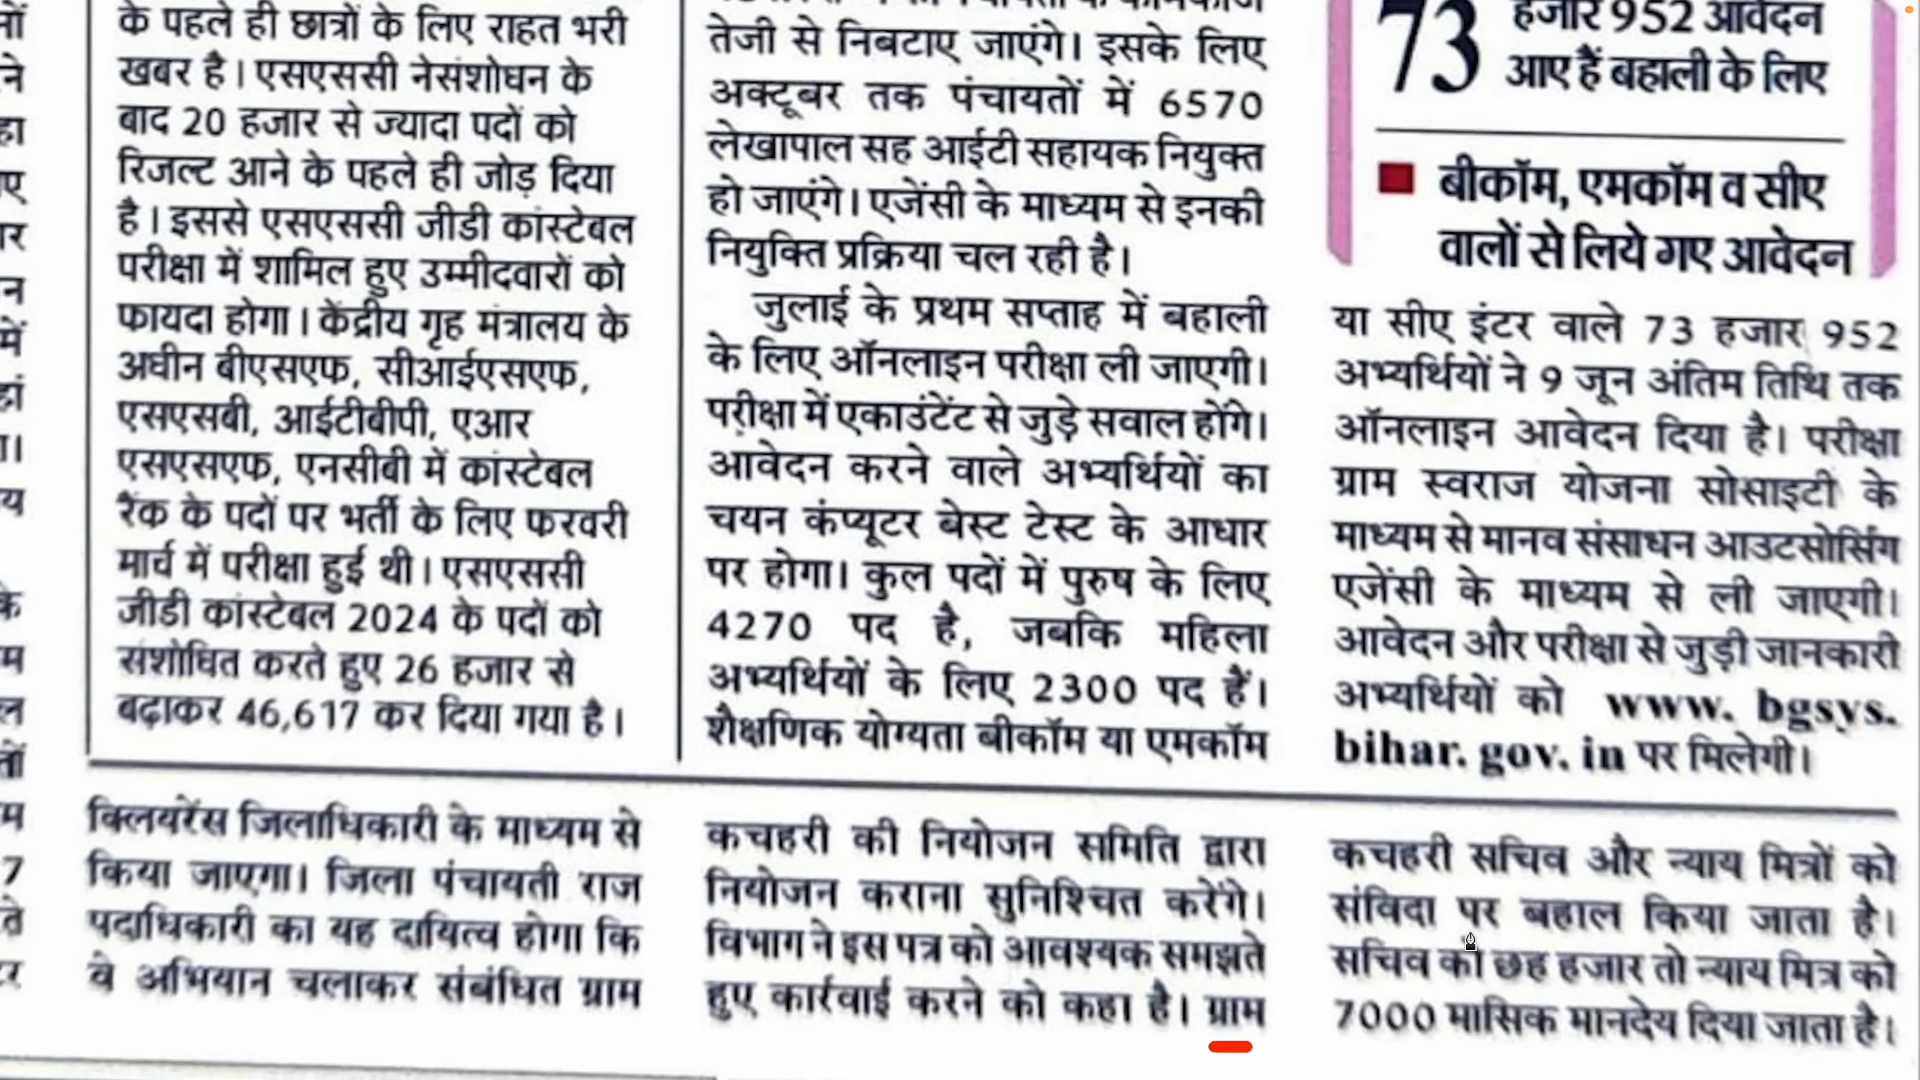 के पहले ही छात्रों के लिए राहत भरी
खबर है। एसएससी नेसंशोधन के
बाद 20 हजार से ज्यादा पदों को
रिजल्ट आने के पहले ही जोड़ दिया
है। इससे एसएससी जीडी कांस्टेबल
परीक्षा में शामिल हुए उम्मीदवारों को
फायदा होगा। केंद्रीय गृह मंत्रालय के
अधीन बीएसएफ, सीआईएसएफ,
एसएसबी, आईटीबीपी, एआर
एसएसएफ, एनसीबी में कांस्टेबल
रैंक के पदों पर भर्ती के लिए फरवरी
मार्च में परीक्षा हुई थी। एसएससी
जीडी कांस्टेबल 2024 के पदों को
संशोधित करते हुए 26 हजार से
बढ़ाकर 46,617 कर दिया गया है।
तेजी से निबटाए जाएंगे। इसके लिए
अक्टूबर तक पंचायतों में 6570
लेखापाल सह आईटी सहायक नियुक्त
हो जाएंगे। एजेंसी के माध्यम से इनकी
नियुक्ति प्रक्रिया चल रही है।
जुलाई के प्रथम सप्ताह में बहाली
के लिए ऑनलाइन परीक्षा ली जाएगी।
परीक्षा में एकाउंटेंट से जुड़े सवाल होंगे।
आवेदन करने वाले अभ्यर्थियों का
चयन कंप्यूटर बेस्ट टेस्ट के आधार
पर होगा। कुल पदों में पुरुष के लिए
4270 पद है, जबकि महिला
अभ्यर्थियों के लिए 2300 पद हैं।
शैक्षणिक योग्यता बीकॉम या एमकॉम
73 हजार 952 आवेदन
आए हैं बहाली के लिए
बीकॉम, एमकॉम व सीए
वालों से लिये गए आवेदन
या सीए इंटर वाले 73 हजार 952
अभ्यर्थियों ने 9 जून अंतिम तिथि तक
ऑनलाइन आवेदन दिया है। परीक्षा
ग्राम स्वराज योजना सोसाइटी के
माध्यम से मानव संसाधन आउटसोर्सिंग
एजेंसी के माध्यम से ली जाएगी।
आवेदन और परीक्षा से जुड़ी जानकारी
अभ्यर्थियों को www. bgsys.
bihar. gov. in पर मिलेगी।
क्लियरेंस जिलाधिकारी के माध्यम से
किया जाएगा। जिला पंचायती राज
पदाधिकारी का यह दायित्व होगा कि
वे अभियान चलाकर संबंधित ग्राम
कचहरी की नियोजन समिति द्वारा
नियोजन कराना सुनिश्चित करेंगे।
विभाग ने इस पत्र को आवश्यक समझते
हुए कार्रवाई करने को कहा है। ग्राम
कचहरी सचिव और न्याय मित्रों को
संविदा पर बहाल किया जाता है।
सचिव को छह हजार तो न्याय मित्र को
7000 मासिक मानदेय दिया जाता है।